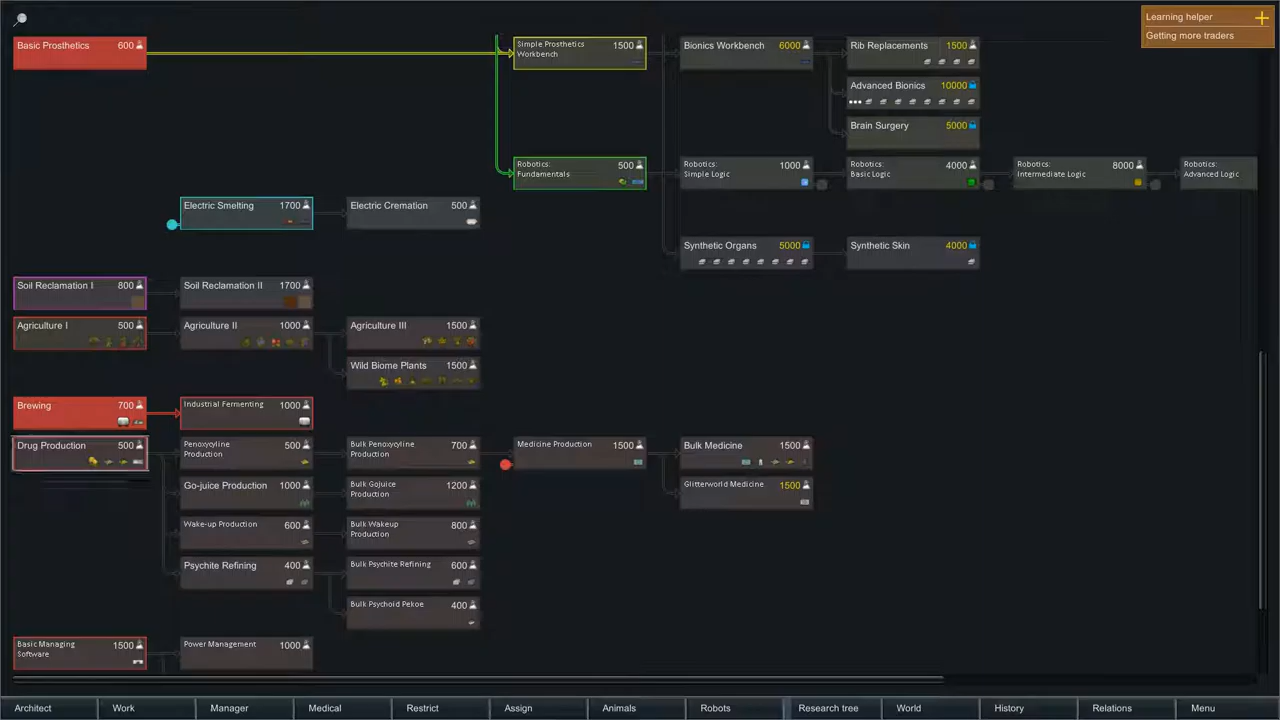 Learning helper
Getting more traders
Basic Prosthetics 600
Simple Prosthetics
Workbench
1500
Bionics Workbench 6000
Rib Replacements 1500
Advanced Bionics 10000
Brain Surgery 5000
Robotics:
Fundamentals
500
Robotics:
Simple Logic
1000
Robotics:
Basic Logic
4000
Robotics:
Intermediate Logic
8000
Robotics:
Advanced Logic
Electric Smelting 1700
Electric Cremation 500
Synthetic Organs 5000
Synthetic Skin 4000
Soil Reclamation I 800
Soil Reclamation II 1700
Agriculture I 500
Agriculture II 1000
Agriculture III 1500
Wild Biome Plants 1500
Brewing 700
Industrial Fermenting 1000
Drug Production 500
Penoxycyline
Production
500
Bulk Penoxycyline
Production
700
Medicine Production 1500
Bulk Medicine 1500
Go-juice Production 1000
Bulk Gojuice
Production
1200
Glitterworld Medicine 1500
Wake-up Production 600
Bulk Wakeup
Production
800
Psychite Refining 400
Bulk Psychite Refining 600
Bulk Psychoid Pekoe 400
Basic Managing
Software
1500
Power Management 1000
Architect Work Manager Medical Restrict Assign Animals Robots Research tree World History Relations Menu